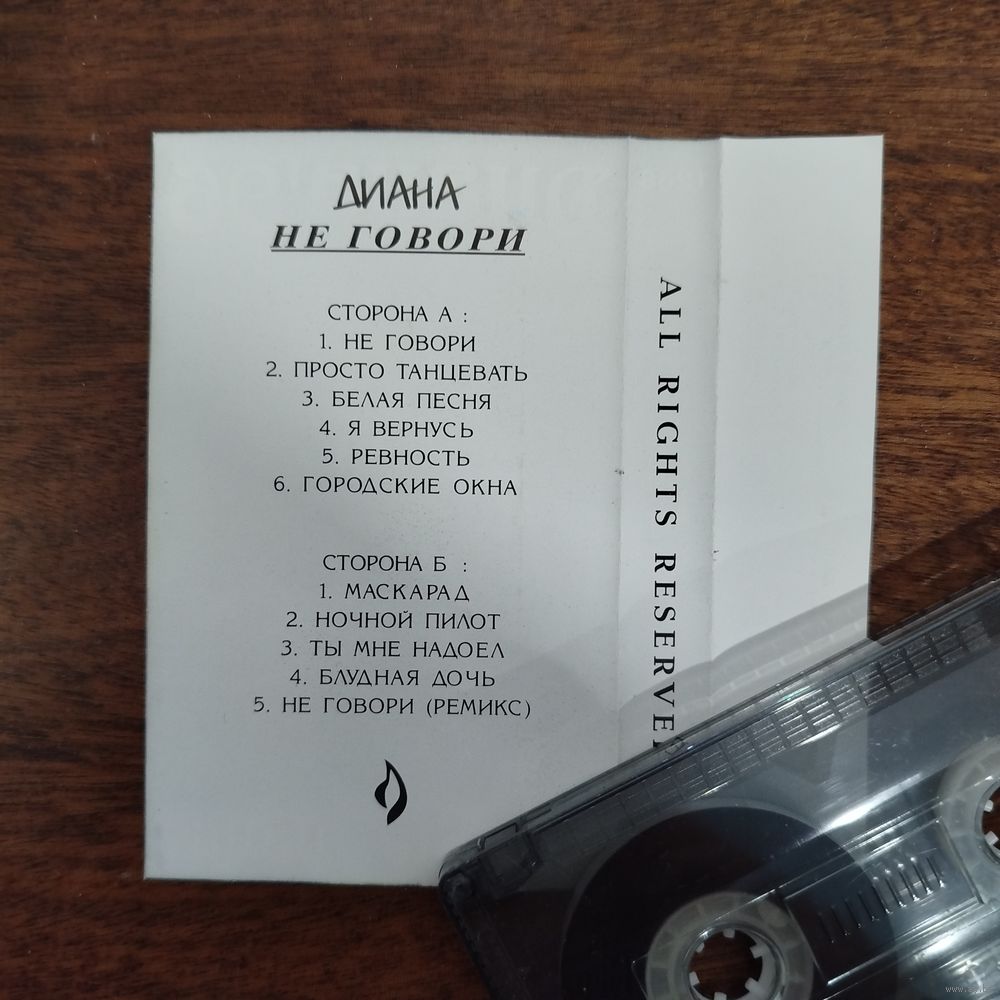 ДИАНА
НЕ ГОВОРИ
СТОРОНА А :
1. НЕ ГОВОРИ
2. ПРОСТО ТАНЦЕВАТЬ
3. БЕЛАЯ ПЕСНЯ
4. Я ВЕРНУСЬ
5. РЕВНОСТЬ
6. ГОРОДСКИЕ ОКНА
СТОРОНА Б :
1. МАСКАРАД
2. НОЧНОЙ ПИЛОТ
3. ТЫ МНЕ НАДОЕЛ
4. БЛУДНАЯ ДОЧЬ
5. НЕ ГОВОРИ (РЕМИКС)
ALL RIGHTS RESERVE